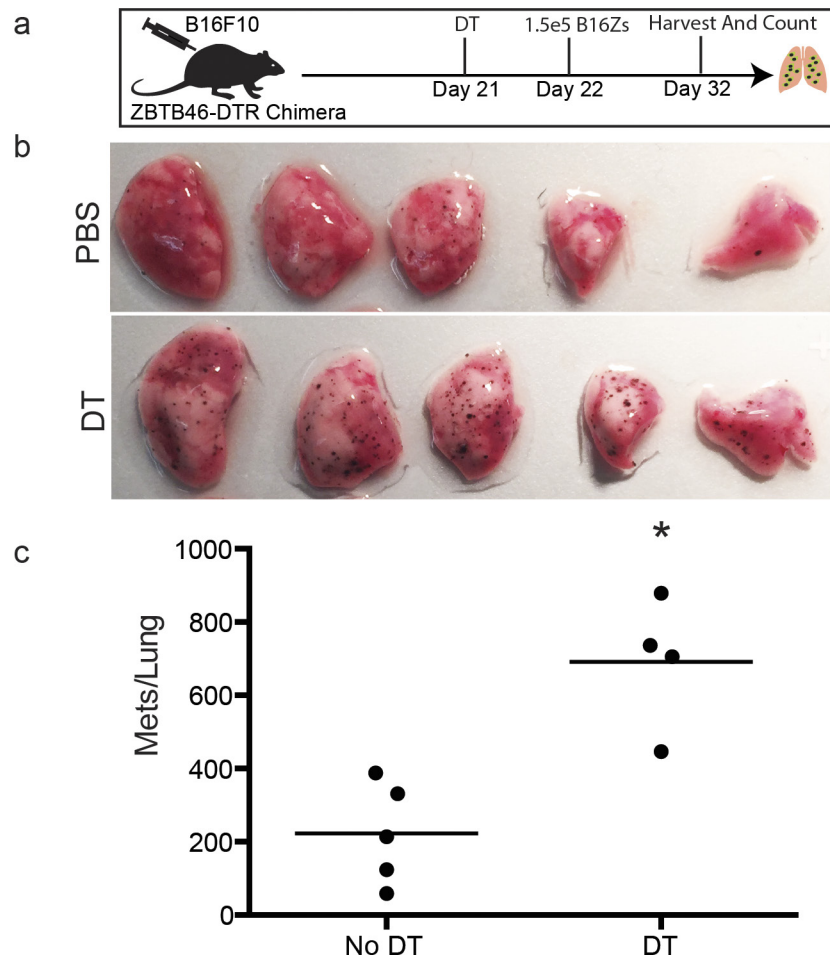 a
B16F10
ZBTB46-DTR Chimera
DT
1.5e5 B16Zs
Harvest And Count
Day 21
Day 22
Day 32
b
PBS
DT
c
*
Mets/Lung
1000
800
600
400
200
0
No DT
DT